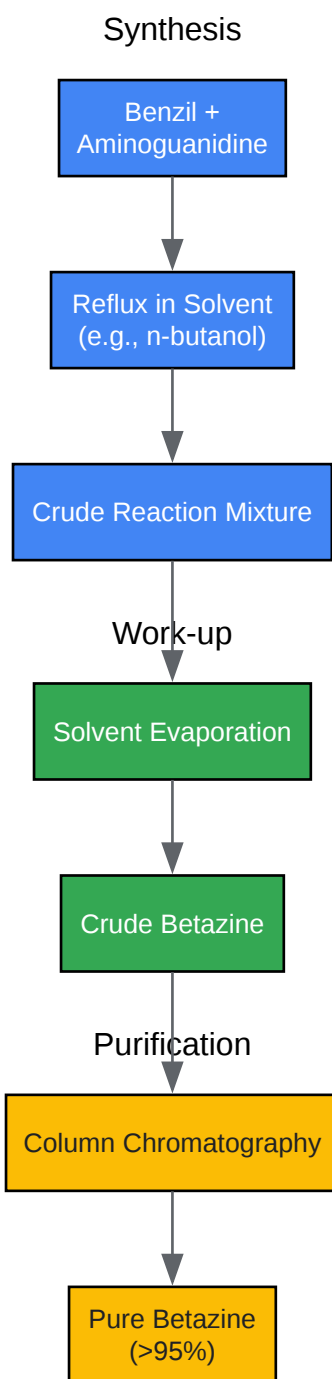 Synthesis
Benzil +
Aminoguanidine
Reflux in Solvent
(e.g., n-butanol)
Crude Reaction Mixture
Work-up
Solvent Evaporation
Crude Betazine
Purification
Column Chromatography
Pure Betazine
(>95%)